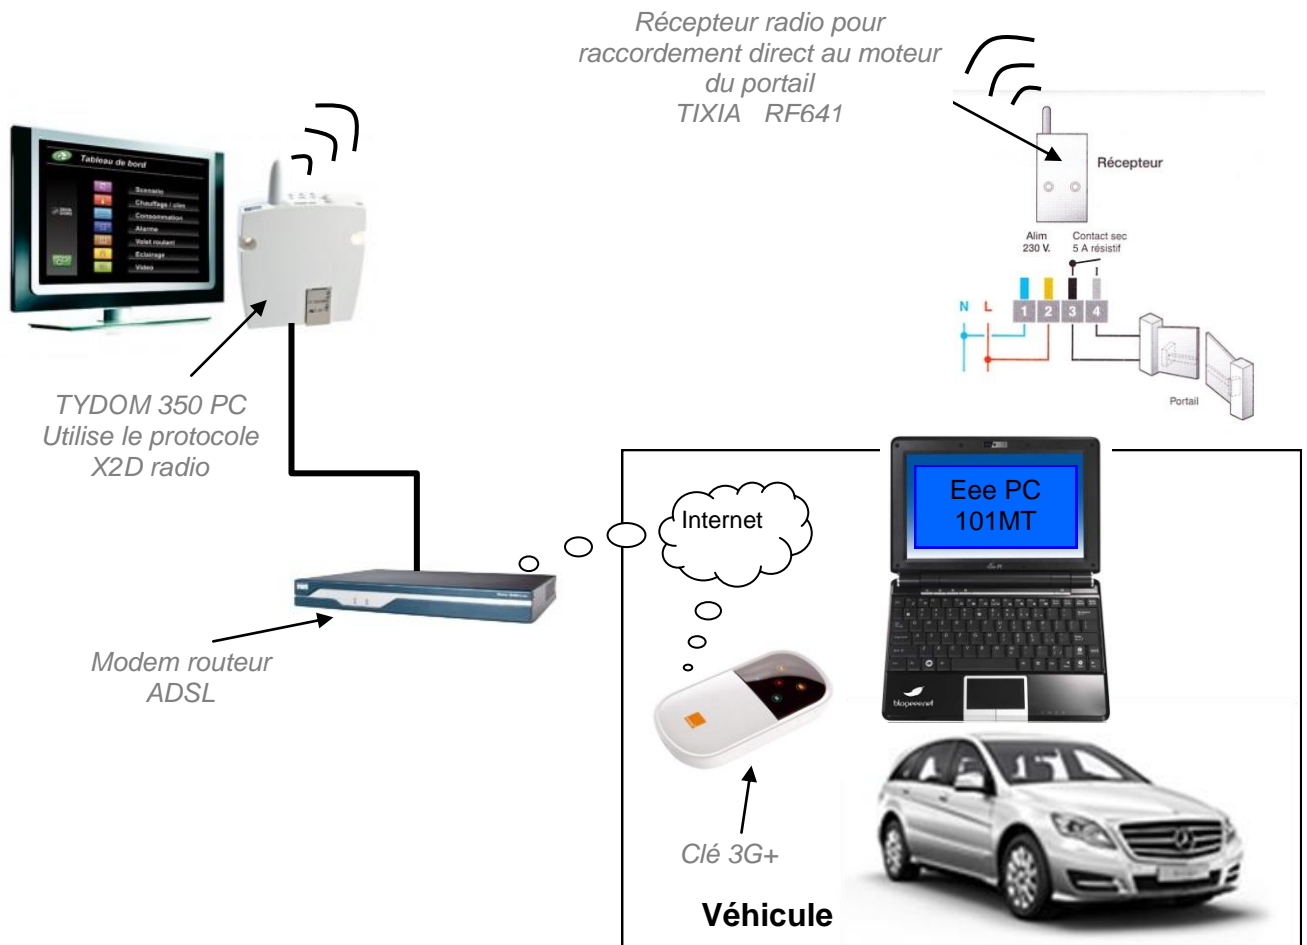 Récepteur radio pour
raccordement direct au moteur
du portail
TIXIA RF641
Récepteur
Alim
230 V.
Contact sec
5 A résistif
N L
1 2 3 4
Portail
Tableau de bord
Scenario
Chauffage / clim
Consommation
Alarme
Volet roulant
Eclairage
Video
TYDOM 350 PC
Utilise le protocole
X2D radio
Modem routeur
ADSL
Internet
Eee PC
101MT
blogeee.net
Clé 3G+
Véhicule